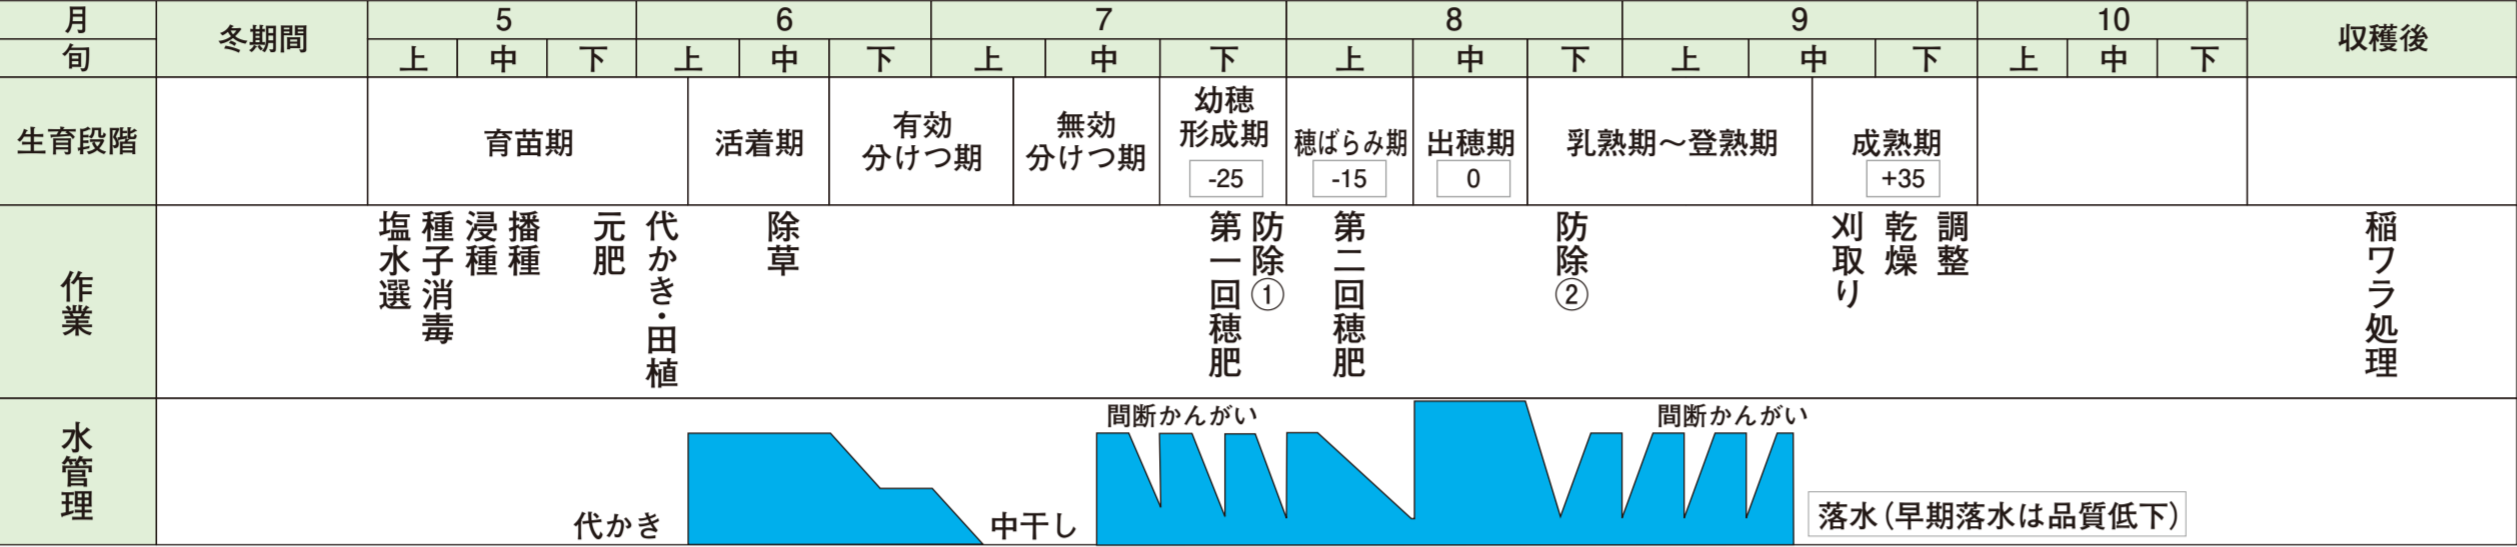 月 冬期間 5 6 7 8 9 10 収穫後
旬 上 中 下 上 中 下 上 中 下 上 中 下 上 中 下 上 中 下
生育段階
育苗期
活着期
有効
分けつ期
無効
分けつ期
幼穂
形成期
-25
穂ばらみ期
-15
出穂期
0
乳熟期～登熟期
成熟期
+35
作業
塩水選
種子消毒
浸種
播種
元肥
代かき・田植
除草
第一回穂肥
防除①
第二回穂肥
防除②
刈取り
乾燥
調整
稲ワラ処理
水管理
代かき
中干し
間断かんがい
間断かんがい
落水（早期落水は品質低下）